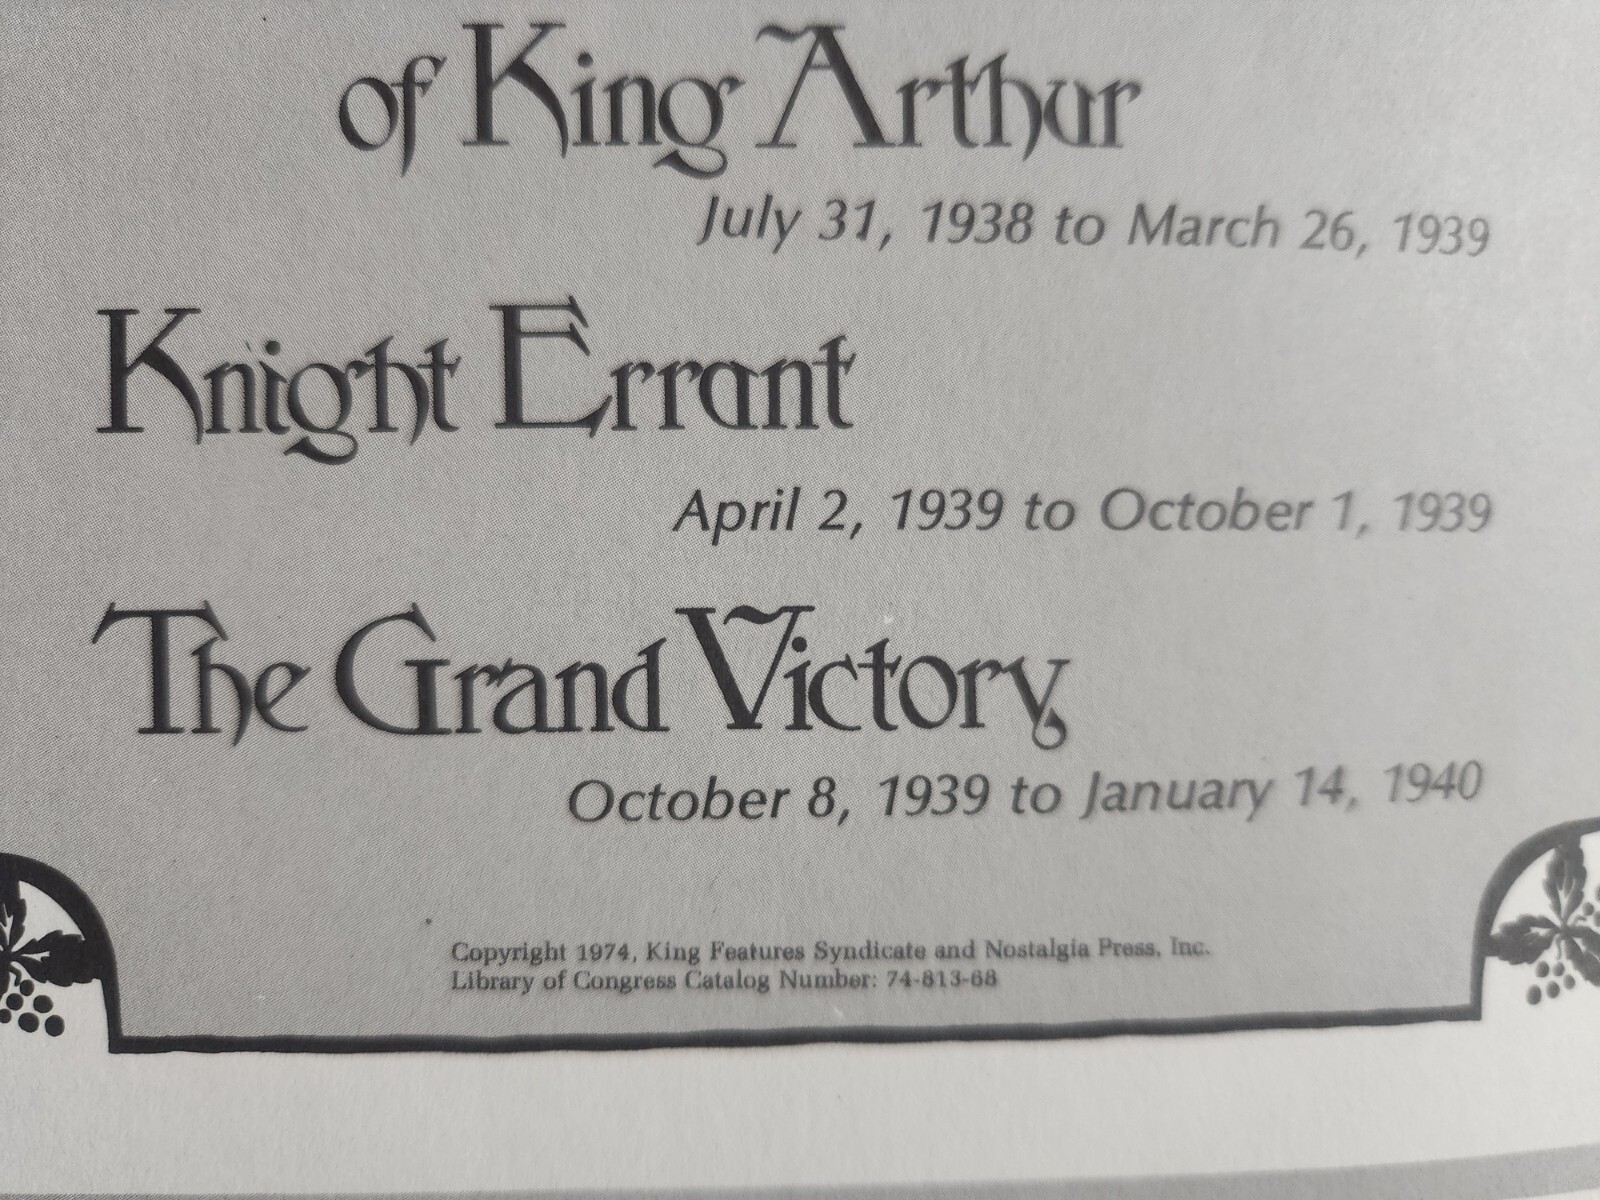 of King Arthur
July 31, 1938 to March 26, 1939
Knight Errant
April 2, 1939 to October 1, 1939
The Grand Victory
October 8, 1939 to January 14, 1940
Copyright 1974, King Features Syndicate and Nostalgia Press, Inc.
Library of Congress Catalog Number: 74-813-68